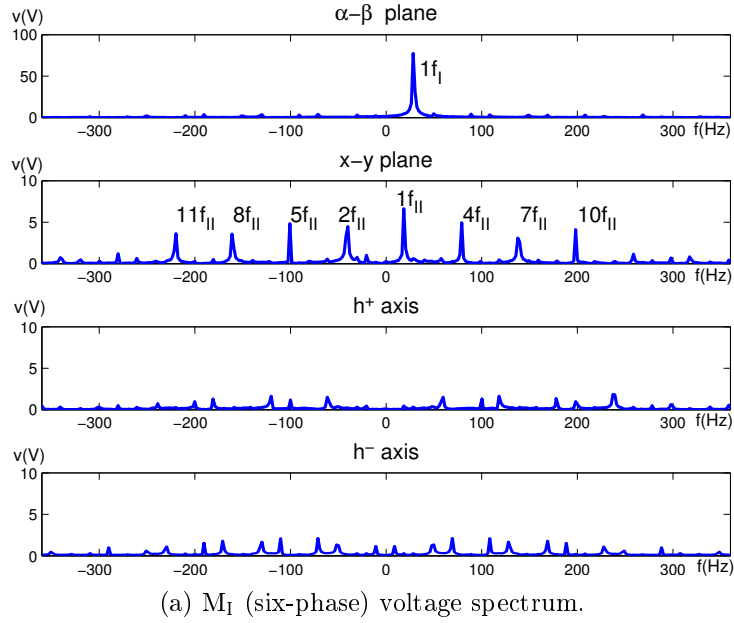 α−β plane
v(V)
100
50
0
1f_I
−300 −200 −100 0 100 200 300 f(Hz)
x−y plane
v(V)
10
5
0
11f_II 8f_II 5f_II 2f_II 1f_II 4f_II 7f_II 10f_II
−300 −200 −100 0 100 200 300 f(Hz)
h⁺ axis
v(V)
10
5
0
−300 −200 −100 0 100 200 300 f(Hz)
h⁻ axis
v(V)
10
5
0
−300 −200 −100 0 100 200 300 f(Hz)
(a) M_I (six-phase) voltage spectrum.